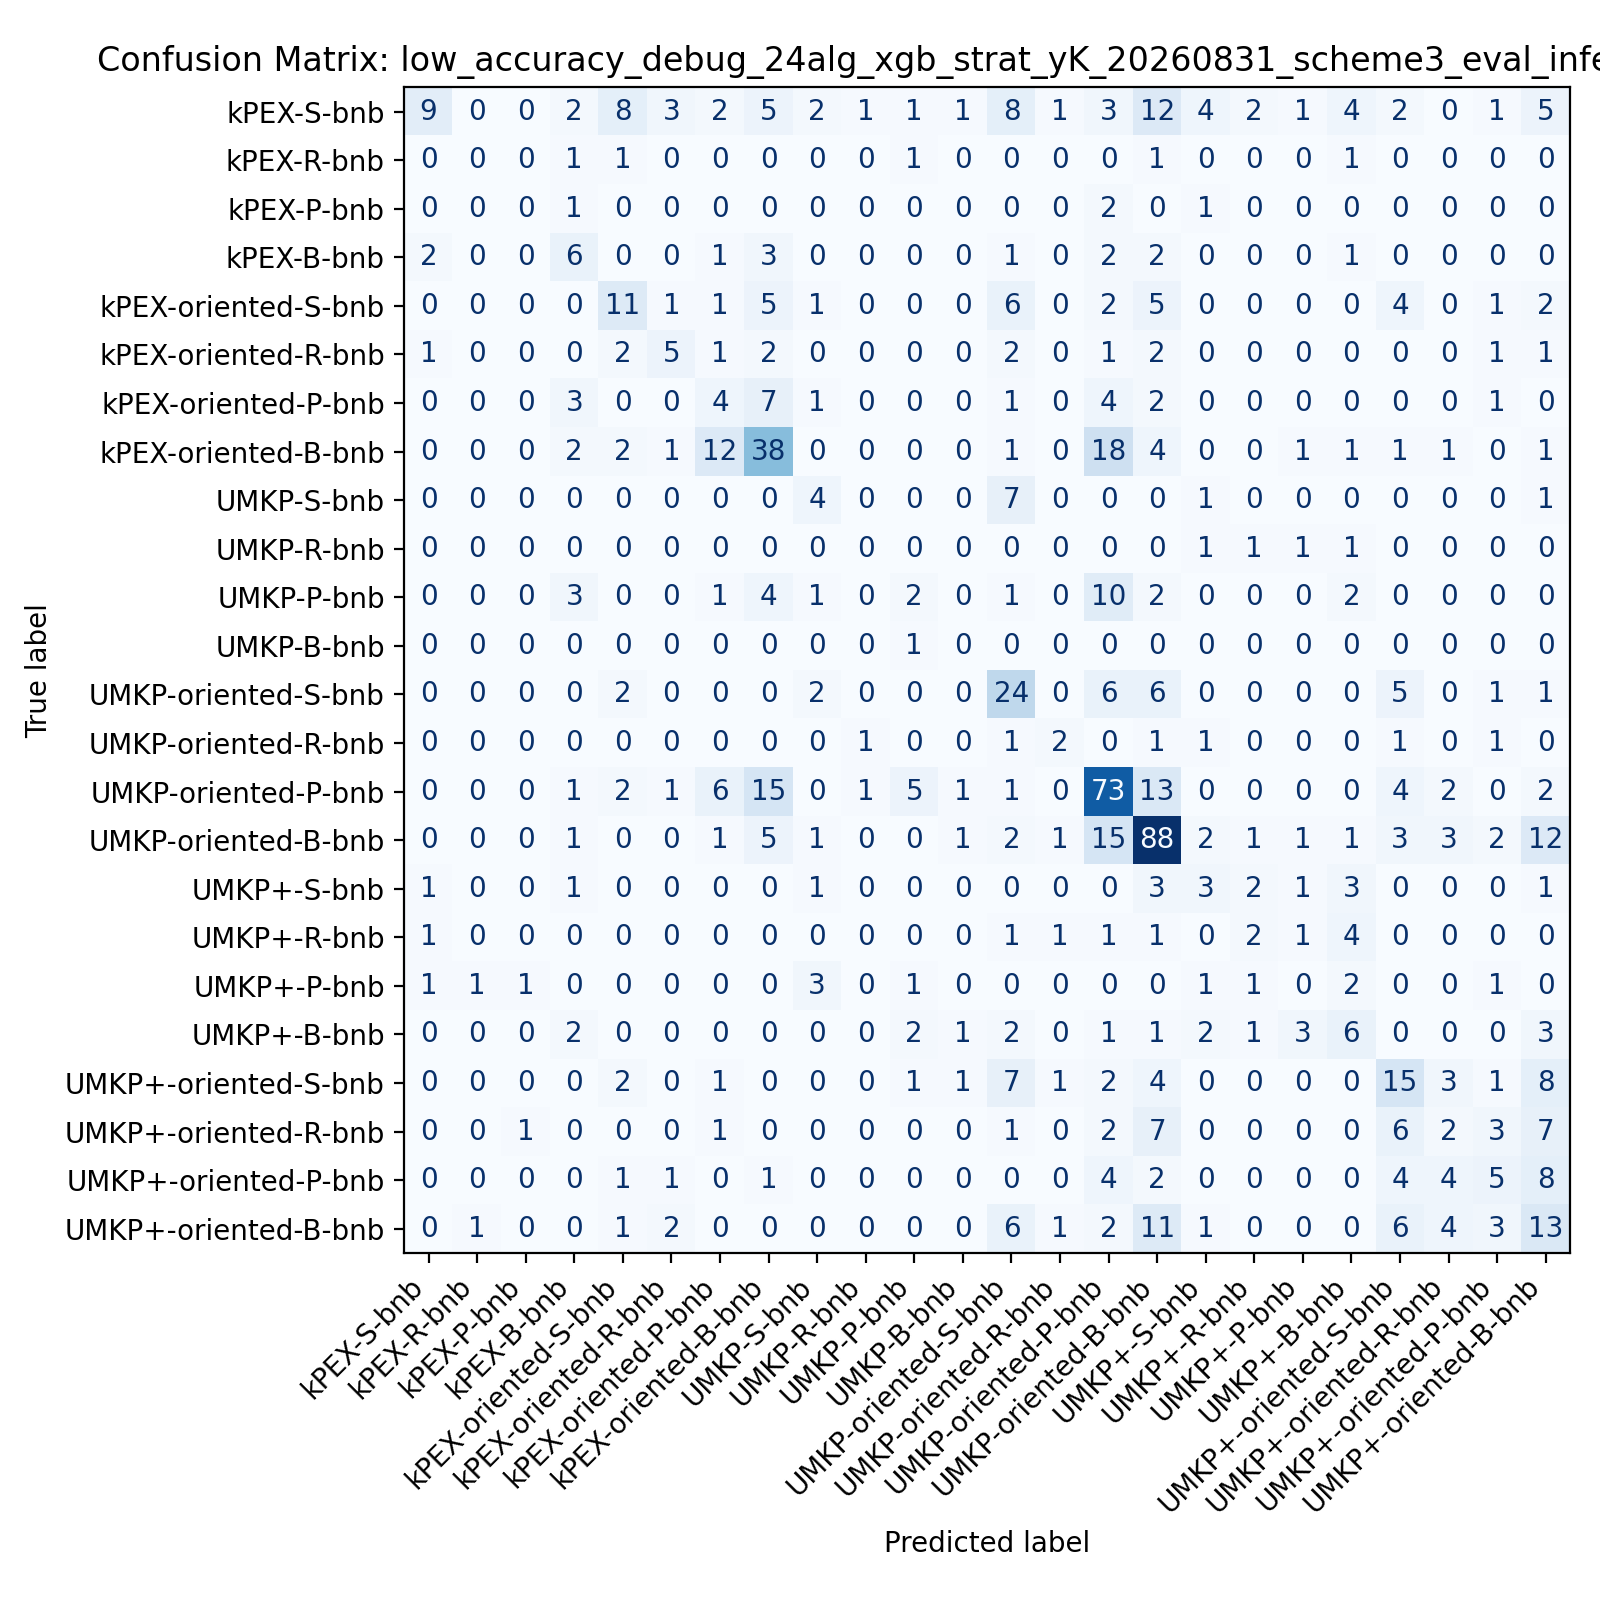 Confusion Matrix: low_accuracy_debug_24alg_xgb_strat_yK_20260831_scheme3_eval_infe
True label
kPEX-S-bnb 9 0 0 2 8 3 2 5 2 1 1 1 8 1 3 12 4 2 1 4 2 0 1 5
kPEX-R-bnb 0 0 0 1 1 0 0 0 0 0 1 0 0 0 0 1 0 0 0 1 0 0 0 0
kPEX-P-bnb 0 0 0 1 0 0 0 0 0 0 0 0 0 0 2 0 1 0 0 0 0 0 0 0
kPEX-B-bnb 2 0 0 6 0 0 1 3 0 0 0 0 1 0 2 2 0 0 0 1 0 0 0 0
kPEX-oriented-S-bnb 0 0 0 0 11 1 1 5 1 0 0 0 6 0 2 5 0 0 0 0 4 0 1 2
kPEX-oriented-R-bnb 1 0 0 0 2 5 1 2 0 0 0 0 2 0 1 2 0 0 0 0 0 0 1 1
kPEX-oriented-P-bnb 0 0 0 3 0 0 4 7 1 0 0 0 1 0 4 2 0 0 0 0 0 0 1 0
kPEX-oriented-B-bnb 0 0 0 2 2 1 12 38 0 0 0 0 1 0 18 4 0 0 1 1 1 1 0 1
UMKP-S-bnb 0 0 0 0 0 0 0 0 4 0 0 0 7 0 0 0 1 0 0 0 0 0 0 1
UMKP-R-bnb 0 0 0 0 0 0 0 0 0 0 0 0 0 0 0 0 1 1 1 1 0 0 0 0
UMKP-P-bnb 0 0 0 3 0 0 1 4 1 0 2 0 1 0 10 2 0 0 0 2 0 0 0 0
UMKP-B-bnb 0 0 0 0 0 0 0 0 0 0 1 0 0 0 0 0 0 0 0 0 0 0 0 0
UMKP-oriented-S-bnb 0 0 0 0 2 0 0 0 2 0 0 0 24 0 6 6 0 0 0 0 5 0 1 1
UMKP-oriented-R-bnb 0 0 0 0 0 0 0 0 0 1 0 0 1 2 0 1 1 0 0 0 1 0 1 0
UMKP-oriented-P-bnb 0 0 0 1 2 1 6 15 0 1 5 1 1 0 73 13 0 0 0 0 4 2 0 2
UMKP-oriented-B-bnb 0 0 0 1 0 0 1 5 1 0 0 1 2 1 15 88 2 1 1 1 3 3 2 12
UMKP+-S-bnb 1 0 0 1 0 0 0 0 1 0 0 0 0 0 0 3 3 2 1 3 0 0 0 1
UMKP+-R-bnb 1 0 0 0 0 0 0 0 0 0 0 0 1 1 1 1 0 2 1 4 0 0 0 0
UMKP+-P-bnb 1 1 1 0 0 0 0 0 3 0 1 0 0 0 0 0 1 1 0 2 0 0 1 0
UMKP+-B-bnb 0 0 0 2 0 0 0 0 0 0 2 1 2 0 1 1 2 1 3 6 0 0 0 3
UMKP+-oriented-S-bnb 0 0 0 0 2 0 1 0 0 0 1 1 7 1 2 4 0 0 0 0 15 3 1 8
UMKP+-oriented-R-bnb 0 0 1 0 0 0 1 0 0 0 0 0 1 0 2 7 0 0 0 0 6 2 3 7
UMKP+-oriented-P-bnb 0 0 0 0 1 1 0 1 0 0 0 0 0 0 4 2 0 0 0 0 4 4 5 8
UMKP+-oriented-B-bnb 0 1 0 0 1 2 0 0 0 0 0 0 6 1 2 11 1 0 0 0 6 4 3 13
kPEX-S-bnb
kPEX-R-bnb
kPEX-P-bnb
kPEX-B-bnb
kPEX-oriented-S-bnb
kPEX-oriented-R-bnb
kPEX-oriented-P-bnb
kPEX-oriented-B-bnb
UMKP-S-bnb
UMKP-R-bnb
UMKP-P-bnb
UMKP-B-bnb
UMKP-oriented-S-bnb
UMKP-oriented-R-bnb
UMKP-oriented-P-bnb
UMKP-oriented-B-bnb
UMKP+-S-bnb
UMKP+-R-bnb
UMKP+-P-bnb
UMKP+-B-bnb
UMKP+-oriented-S-bnb
UMKP+-oriented-R-bnb
UMKP+-oriented-P-bnb
UMKP+-oriented-B-bnb
Predicted label